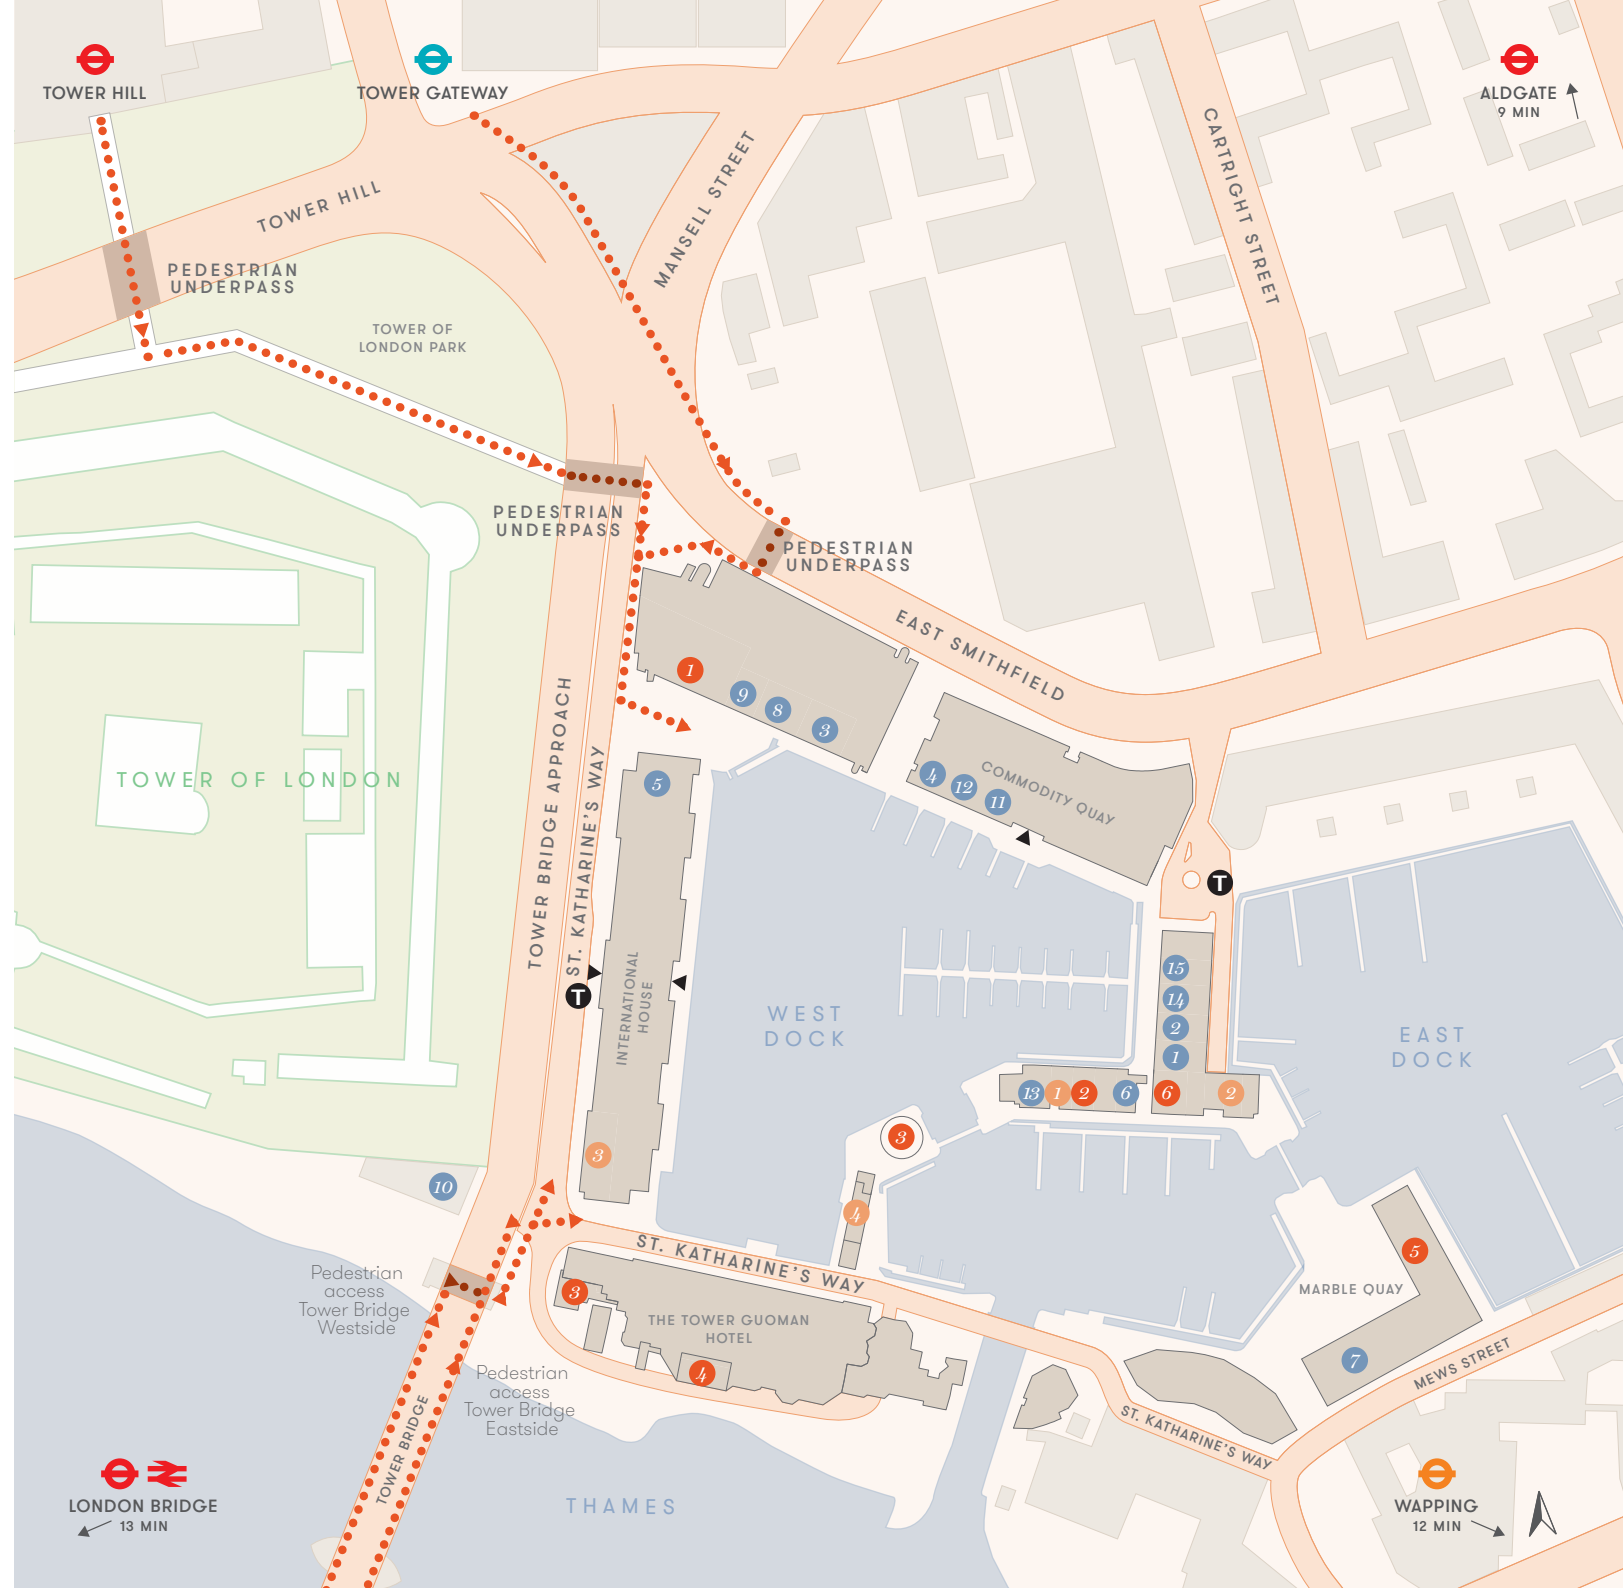 TOWER HILL
TOWER GATEWAY
ALDGATE
9 MIN
TOWER HILL
MANSELL STREET
CARTRIGHT STREET
PEDESTRIAN
UNDERPASS
TOWER OF
LONDON PARK
PEDESTRIAN
UNDERPASS
PEDESTRIAN
UNDERPASS
EAST SMITHFIELD
1
9
8
3
TOWER OF LONDON
TOWER BRIDGE APPROACH
ST. KATHARINE'S WAY
5
4
12
11
COMMODITY QUAY
T
INTERNATIONAL
HOUSE
T
WEST
DOCK
15
14
2
1
EAST
DOCK
13
1
2
6
6
2
3
3
10
4
ST. KATHARINE'S WAY
5
MARBLE QUAY
Pedestrian
access
Tower Bridge
Westside
3
THE TOWER GUOMAN
HOTEL
4
7
MEWS STREET
Pedestrian
access
Tower Bridge
Eastside
TOWER BRIDGE
ST. KATHARINE'S WAY
LONDON BRIDGE
13 MIN
THAMES
WAPPING
12 MIN